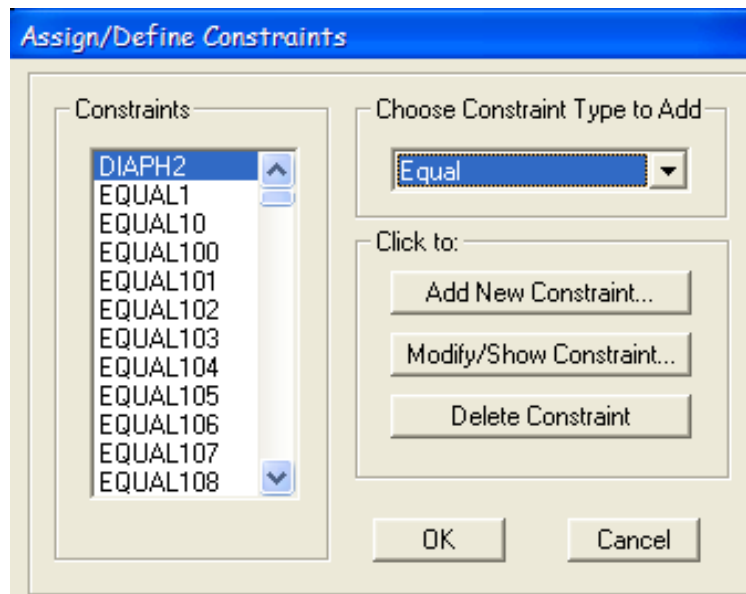 Assign/Define Constraints
Constraints
DIAPH2
EQUAL1
EQUAL10
EQUAL100
EQUAL101
EQUAL102
EQUAL103
EQUAL104
EQUAL105
EQUAL106
EQUAL107
EQUAL108
Choose Constraint Type to Add
Equal
Click to:
Add New Constraint...
Modify/Show Constraint...
Delete Constraint
OK
Cancel